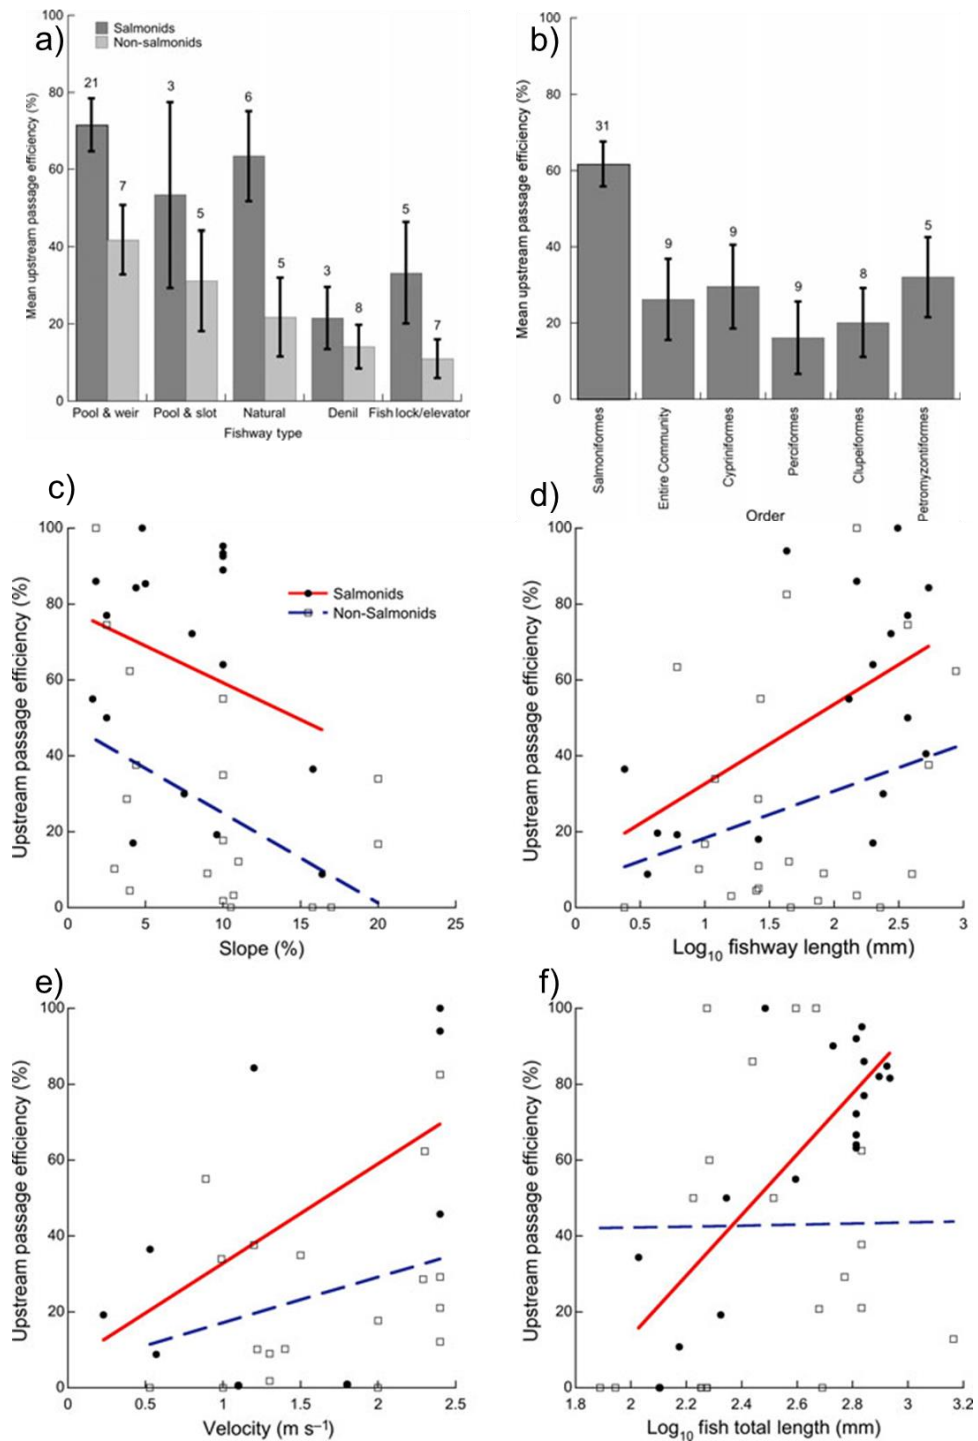 a)
Salmonids
Non-salmonids
Mean upstream passage efficiency (%)
100
80
60
40
20
0
21
7
3
5
6
5
3
8
5
7
Pool & weir
Pool & slot
Natural
Denil
Fish lock/elevator
Fishway type
b)
Mean upstream passage efficiency (%)
100
80
60
40
20
0
31
9
9
9
8
5
Salmoniformes
Entire Community
Cypriniformes
Perciformes
Clupeiformes
Petromyzontiformes
Order
c)
Upstream passage efficiency (%)
100
80
60
40
20
0
Salmonids
Non-Salmonids
0 5 10 15 20 25
Slope (%)
d)
Upstream passage efficiency (%)
100
80
60
40
20
0
0 0.5 1.0 1.5 2.0 2.5 3
Log10 fishway length (mm)
e)
Upstream passage efficiency (%)
100
80
60
40
20
0
0 0.5 1 1.5 2.0 2.5
Velocity (m s–1)
f)
Upstream passage efficiency (%)
100
80
60
40
20
0
1.8 2 2.2 2.4 2.6 2.8 3 3.2
Log10 fish total length (mm)